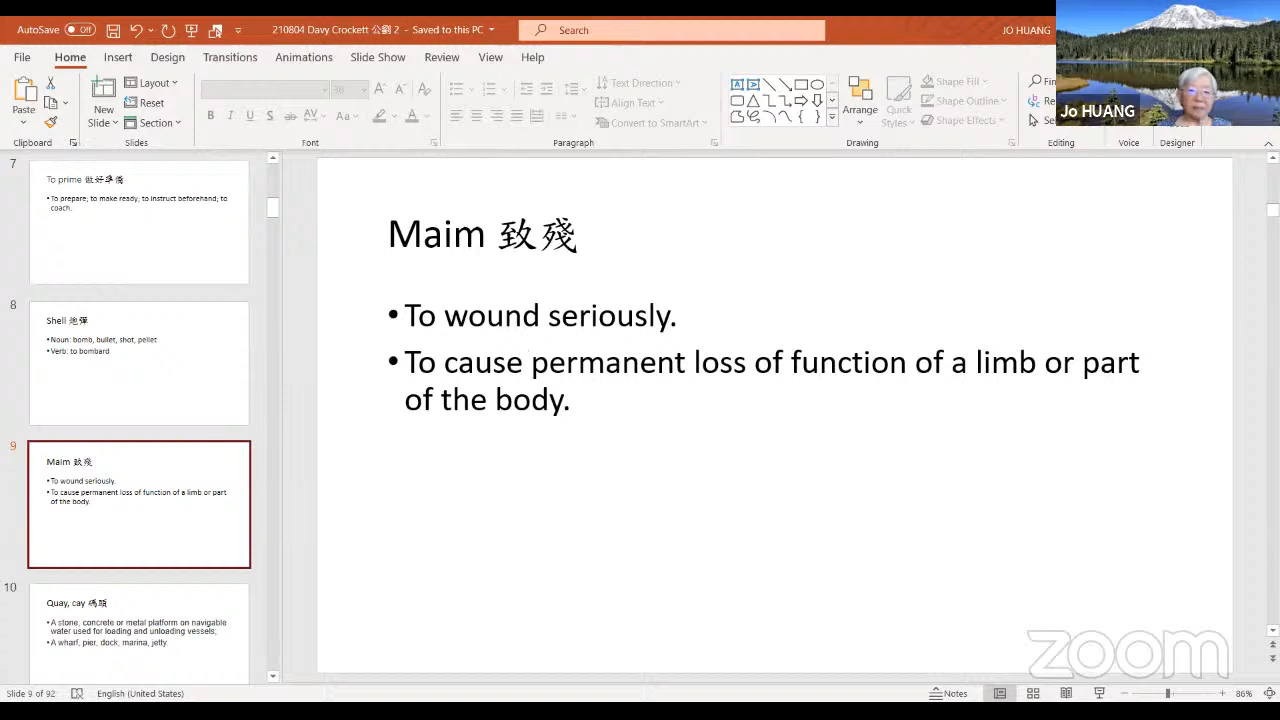 AutoSave Off 210804 Davy Crockett 公劉 2 - Saved to this PC Search JO HUANG
File Home Insert Design Transitions Animations Slide Show Review View Help
Jo HUANG
Paste New Slide Layout Reset Section
Text Direction Align Text Convert to SmartArt
Arrange Quick Styles Shape Fill Shape Outline Shape Effects
Clipboard Slides Font Paragraph Drawing Editing Voice Designer
7
To prime 做好準備
•To prepare; to make ready; to instruct beforehand; to
coach.
8
Shell 炮彈
•Noun: bomb, bullet, shot, pellet
•Verb: to bombard
9
Maim 致殘
•To wound seriously.
•To cause permanent loss of function of a limb or part
of the body.
10
Quay, cay 碼頭
•A stone, concrete or metal platform on navigable
water used for loading and unloading vessels;
•A wharf, pier, dock, marina, jetty.
Maim 致殘
•To wound seriously.
•To cause permanent loss of function of a limb or part
of the body.
zoom
Slide 9 of 92 English (United States) Notes 86%